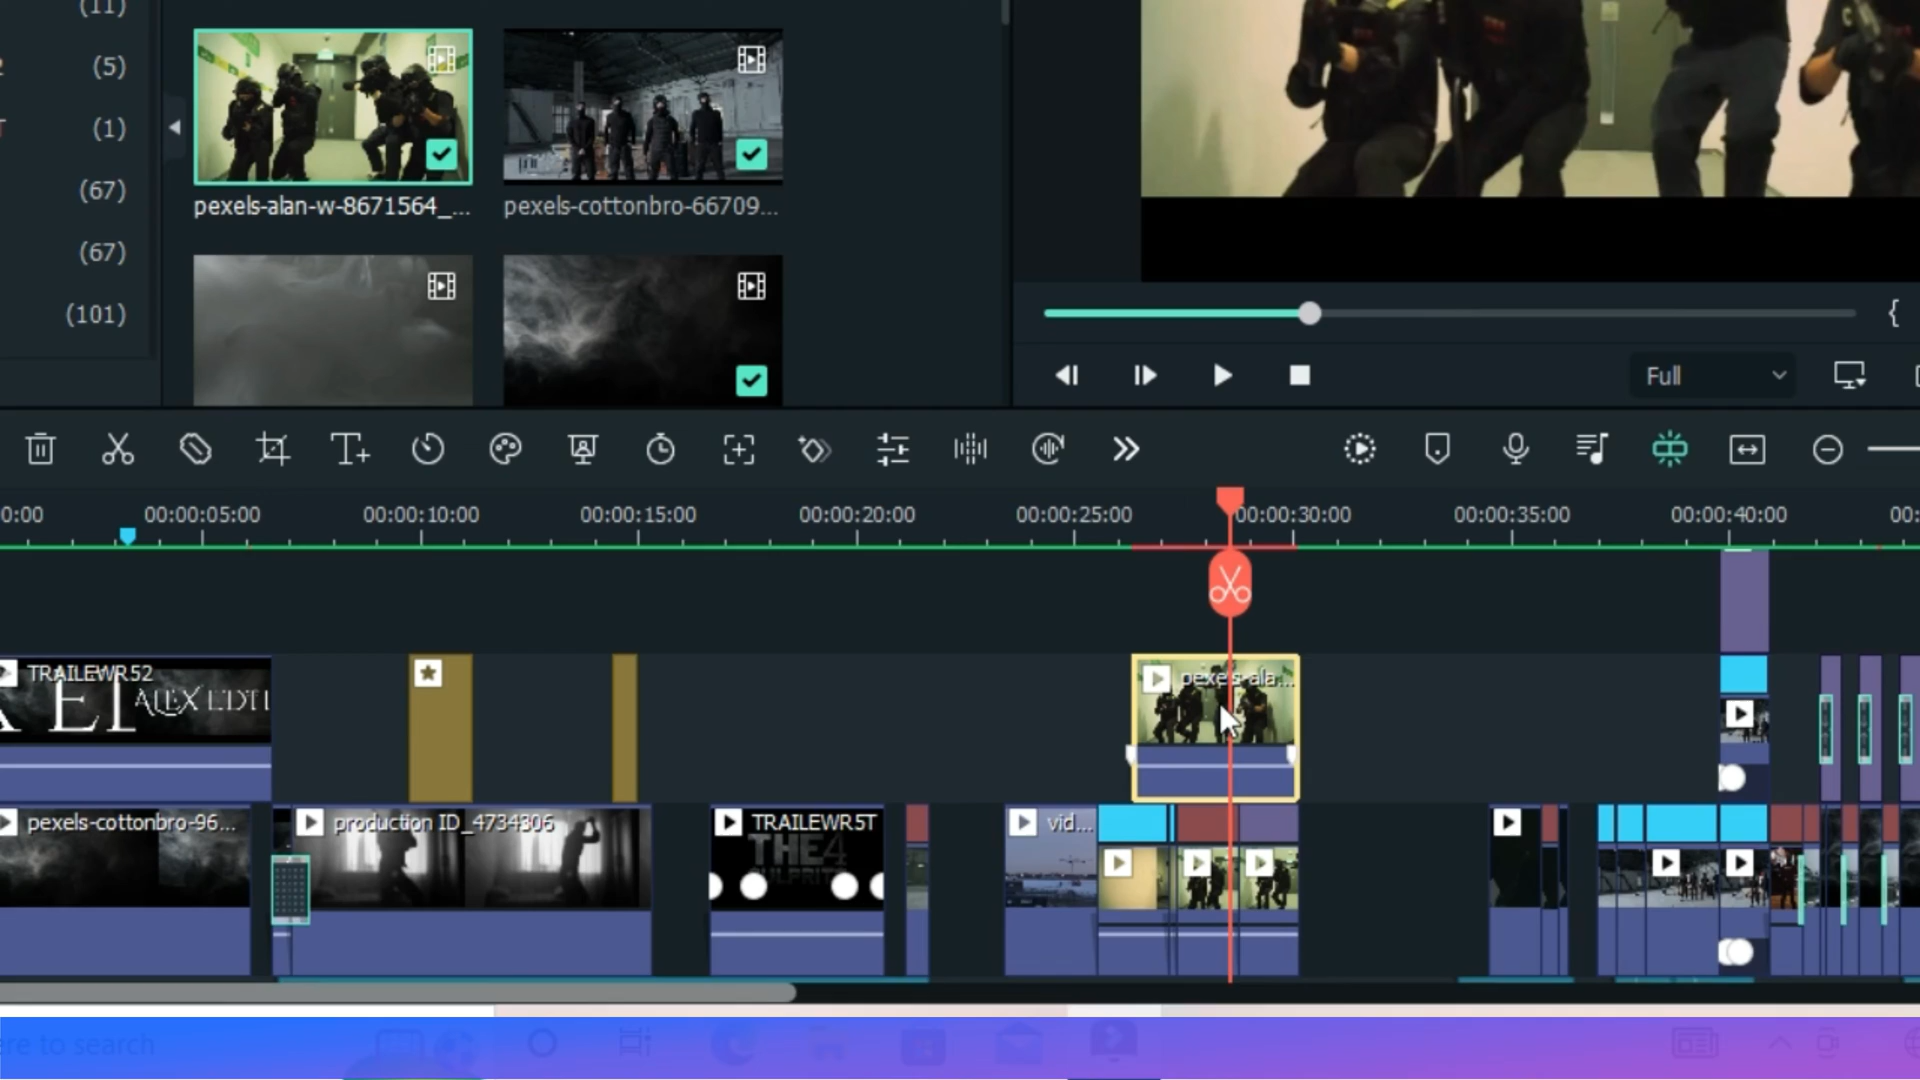 (11)
(5)
(1)
(67)
(67)
(101)
pexels-alan-w-8671564_...
pexels-cottonbro-66709...
{
Full
0:00
00:00:05:00
00:00:10:00
00:00:15:00
00:00:20:00
00:00:25:00
00:00:30:00
00:00:35:00
00:00:40:00
00:
TRAILEWR52
ALEX EDIT
pexels-ala...
pexels-cottonbro-96...
production ID_4734306
TRAILEWR5T
THE4
CULPRITS
vid...
ere to search